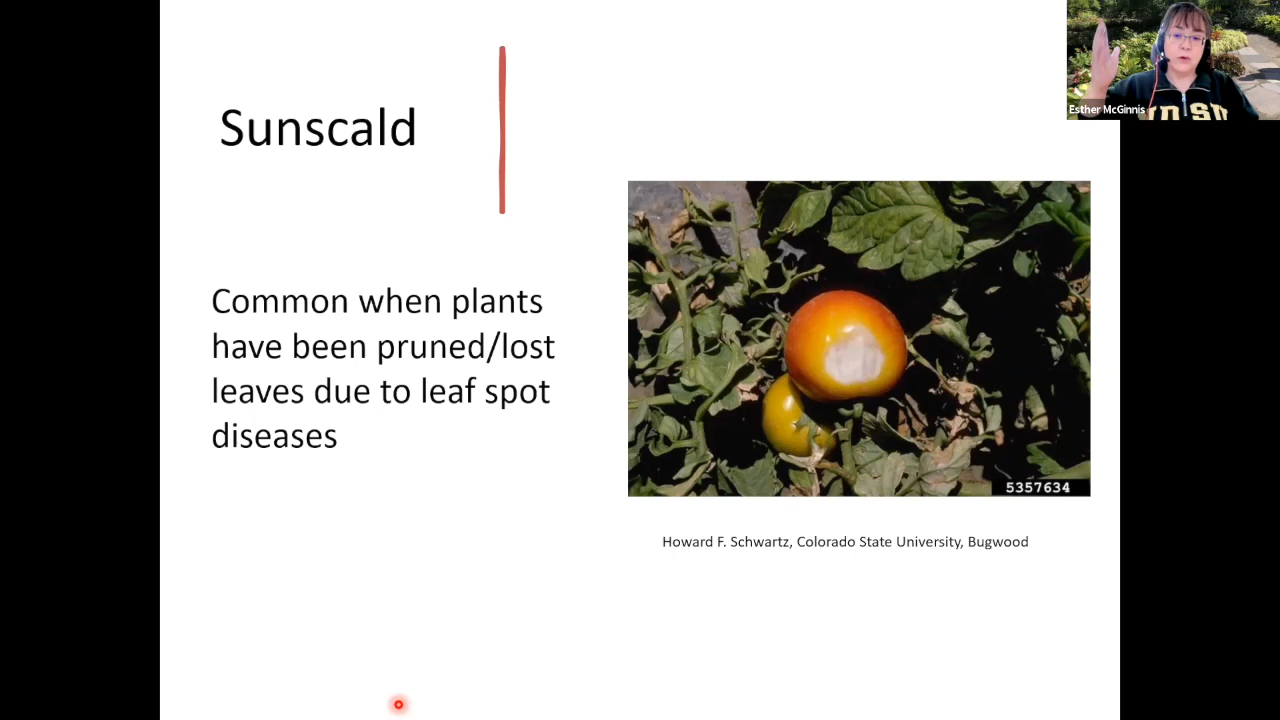 Sunscald
Esther McGinnis
Common when plants
have been pruned/lost
leaves due to leaf spot
diseases
5357634
Howard F. Schwartz, Colorado State University, Bugwood